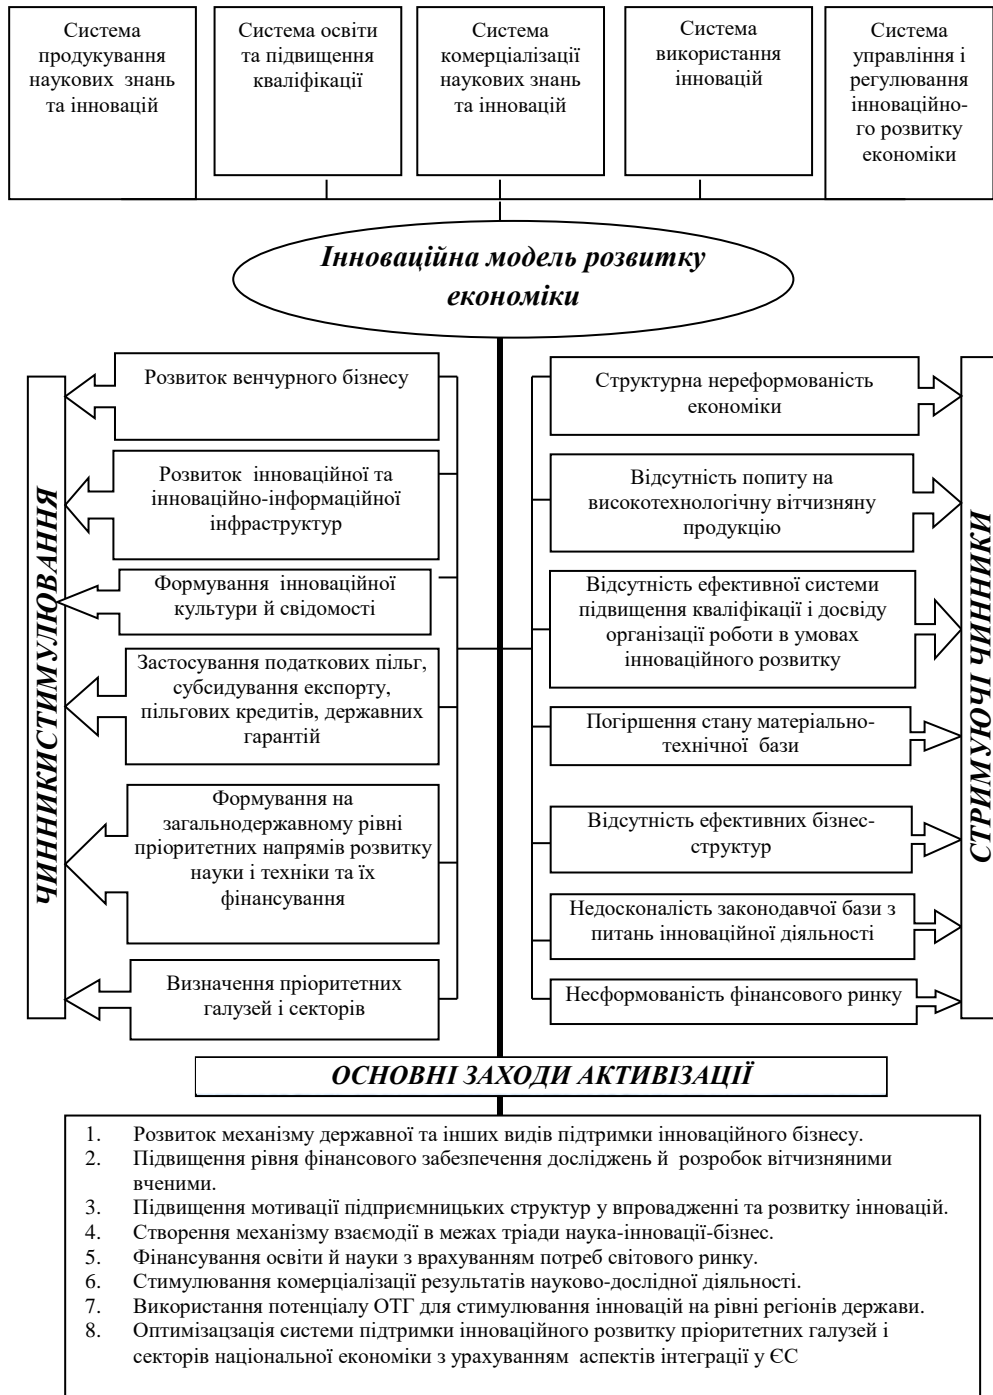 Система
продукування
наукових знань
та інновацій
Система освіти
та підвищення
кваліфікації
Система
комерціалізації
наукових знань
та інновацій
Система
використання
інновацій
Система
управління і
регулювання
інноваційно-
го розвитку
економіки
Інноваційна модель розвитку
економіки
ЧИННИКИСТИМУЛЮВАННЯ
Розвиток венчурного бізнесу
Розвиток інноваційної та
інноваційно-інформаційної
інфраструктур
Формування інноваційної
культури й свідомості
Застосування податкових пільг,
субсидування експорту,
пільгових кредитів, державних
гарантій
Формування на
загальнодержавному рівні
пріоритетних напрямів розвитку
науки і техніки та їх
фінансування
Визначення пріоритетних
галузей і секторів
Структурна нереформованість
економіки
Відсутність попиту на
високотехнологічну вітчизняну
продукцію
Відсутність ефективної системи
підвищення кваліфікації і досвіду
організації роботи в умовах
інноваційного розвитку
Погіршення стану матеріально-
технічної бази
Відсутність ефективних бізнес-
структур
Недосконалість законодавчої бази з
питань інноваційної діяльності
Несформованість фінансового ринку
СТРИМУЮЧІ ЧИННИКИ
ОСНОВНІ ЗАХОДИ АКТИВІЗАЦІЇ
1. Розвиток механізму державної та інших видів підтримки інноваційного бізнесу.
2. Підвищення рівня фінансового забезпечення досліджень й розробок вітчизняними
вченими.
3. Підвищення мотивації підприємницьких структур у впровадженні та розвитку інновацій.
4. Створення механізму взаємодії в межах тріади наука-інновації-бізнес.
5. Фінансування освіти й науки з врахуванням потреб світового ринку.
6. Стимулювання комерціалізації результатів науково-дослідної діяльності.
7. Використання потенціалу ОТГ для стимулювання інновацій на рівні регіонів держави.
8. Оптимізацзація системи підтримки інноваційного розвитку пріоритетних галузей і
секторів національної економіки з урахуванням аспектів інтеграції у ЄС